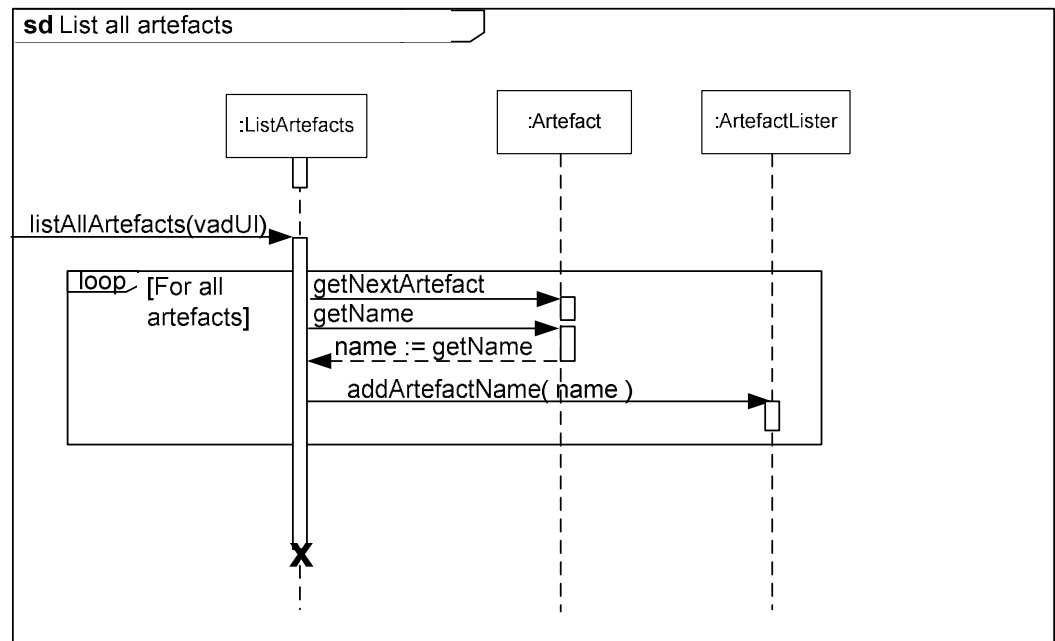 sd List all artefacts
:ListArtefacts
:Artefact
:ArtefactLister
listAllArtefacts(vadUI)
loop
[For all
artefacts]
getNextArtefact
getName
name := getName
addArtefactName( name )